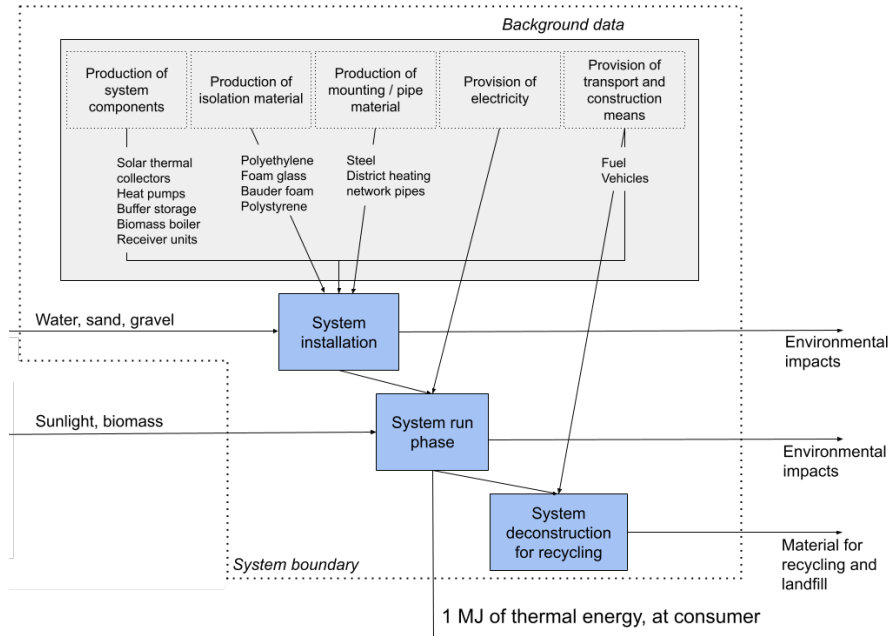 Background data
Production of
system
components
Production of
isolation material
Production of
mounting / pipe
material
Provision of
electricity
Provision of
transport and
construction
means
Solar thermal
collectors
Heat pumps
Buffer storage
Biomass boiler
Receiver units
Polyethylene
Foam glass
Bauder foam
Polystyrene
Steel
District heating
network pipes
Fuel
Vehicles
Water, sand, gravel
System
installation
Environmental
impacts
Sunlight, biomass
System run
phase
Environmental
impacts
System
deconstruction
for recycling
System boundary
Material for
recycling and
landfill
1 MJ of thermal energy, at consumer